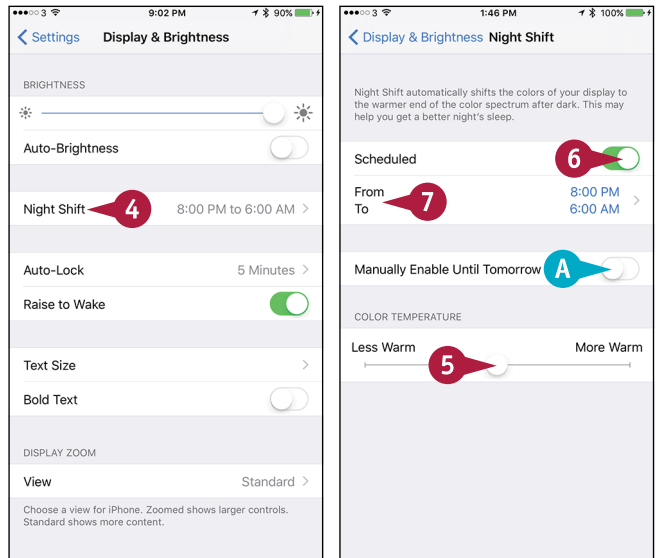 3 9:02 PM 90%
Settings Display & Brightness
BRIGHTNESS
Auto-Brightness
Night Shift 4 8:00 PM to 6:00 AM
Auto-Lock 5 Minutes
Raise to Wake
Text Size
Bold Text
DISPLAY ZOOM
View Standard
Choose a view for iPhone. Zoomed shows larger controls.
Standard shows more content.
3 1:46 PM 100%
Display & Brightness Night Shift
Night Shift automatically shifts the colors of your display to
the warmer end of the color spectrum after dark. This may
help you get a better night's sleep.
Scheduled 6
From 8:00 PM
7
To 6:00 AM
Manually Enable Until Tomorrow A
COLOR TEMPERATURE
Less Warm More Warm
5